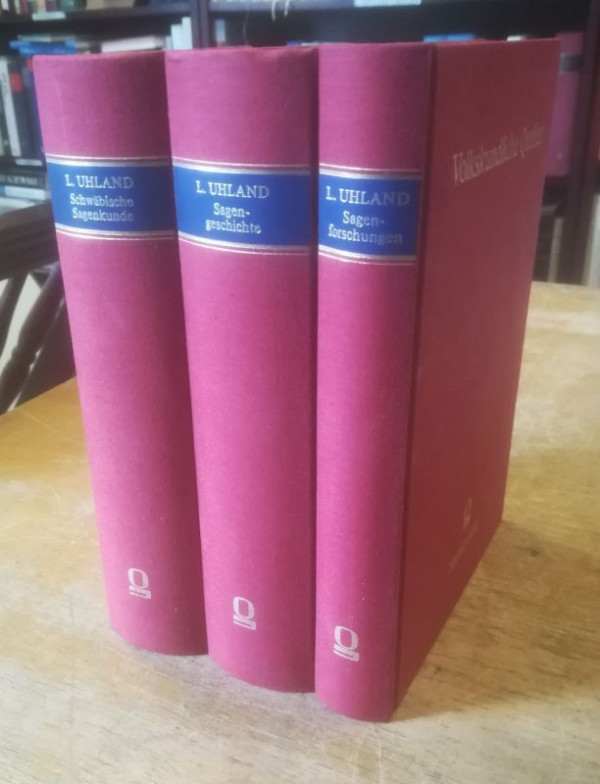 L. UHLAND
Schwäbische
Sagenkunde
L. UHLAND
Sagen-
geschichte
L. UHLAND
Sagen-
forschungen
Volkskundliche Quellen